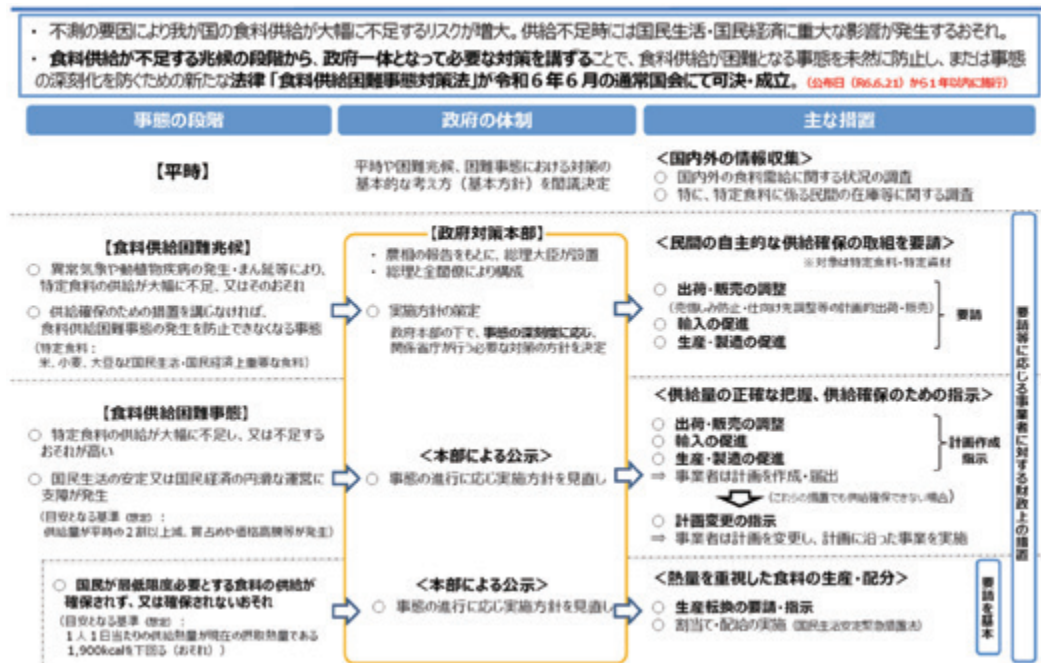 ・ 不測の要因により我が国の食料供給が大幅に不足するリスクが増大。供給不足時には国民生活・国民経済に重大な影響が発生するおそれ。
・ 食料供給が不足する兆候の段階から、政府一体となって必要な対策を講ずることで、食料供給が困難となる事態を未然に防止し、または事態
の深刻化を防ぐための新たな法律「食料供給困難事態対策法」が令和6年6月の通常国会にて可決・成立。(公布日(R6.6.21)から1年以内に施行)
事態の段階
政府の体制
主な措置
【平時】
平時や困難兆候、困難事態における対策の
基本的な考え方(基本方針)を閣議決定
<国内外の情報収集>
○ 国内外の食料需給に関する状況の調査
○ 特に、特定食料に係る民間の在庫等に関する調査
【食料供給困難兆候】
○ 異常気象や動植物疾病の発生・まん延等により、
特定食料の供給が大幅に不足、又はそのおそれ
○ 供給確保のための措置を講じなければ、
食料供給困難事態の発生を防止できなくなる事態
(特定食料:
米、小麦、大豆など国民生活・国民経済上重要な食料)
【政府対策本部】
・ 農相の報告をもとに、総理大臣が設置
・ 総理と全閣僚により構成
○ 実施方針の策定
政府本部の下で、事態の深刻度に応じ、
関係省庁が行う必要な対策の方針を決定
<民間の自主的な供給確保の取組を要請>
※対象は特定食料・特定資材
○ 出荷・販売の調整
(売惜しみ防止・仕向け先調整等の計画的出荷・販売)
○ 輸入の促進
○ 生産・製造の促進
要請
【食料供給困難事態】
○ 特定食料の供給が大幅に不足し、又は不足する
おそれが高い
○ 国民生活の安定又は国民経済の円滑な運営に
支障が発生
(目安となる基準(想定):
供給量が平時の2割以上減、買占めや価格高騰等が発生)
<本部による公示>
○ 事態の進行に応じ実施方針を見直し
<供給量の正確な把握、供給確保のための指示>
○ 出荷・販売の調整
○ 輸入の促進
○ 生産・製造の促進
⇒ 事業者は計画を作成・届出
計画作成
指示
(これらの措置でも供給確保できない場合)
○ 計画変更の指示
⇒ 事業者は計画を変更し、計画に沿った事業を実施
○ 国民が最低限度必要とする食料の供給が
確保されず、又は確保されないおそれ
(目安となる基準(想定):
1人1日当たりの供給熱量が現在の摂取熱量である
1,900kcalを下回る(おそれ))
<本部による公示>
○ 事態の進行に応じ実施方針を見直し
<熱量を重視した食料の生産・配分>
○ 生産転換の要請・指示
○ 割当て・配給の実施(国民生活安定緊急措置法)
要請を基本
要請等に応じる事業者に対する財政上の措置